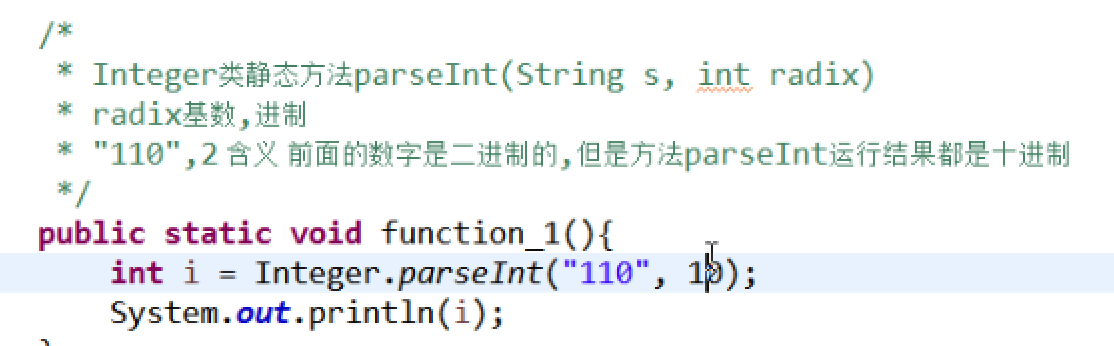 /*
* Integer类静态方法parseInt(String s, int radix)
* radix基数,进制
* "110",2 含义 前面的数字是二进制的,但是方法parseInt运行结果都是十进制
*/
public static void function_1(){
int i = Integer.parseInt("110", 10);
System.out.println(i);